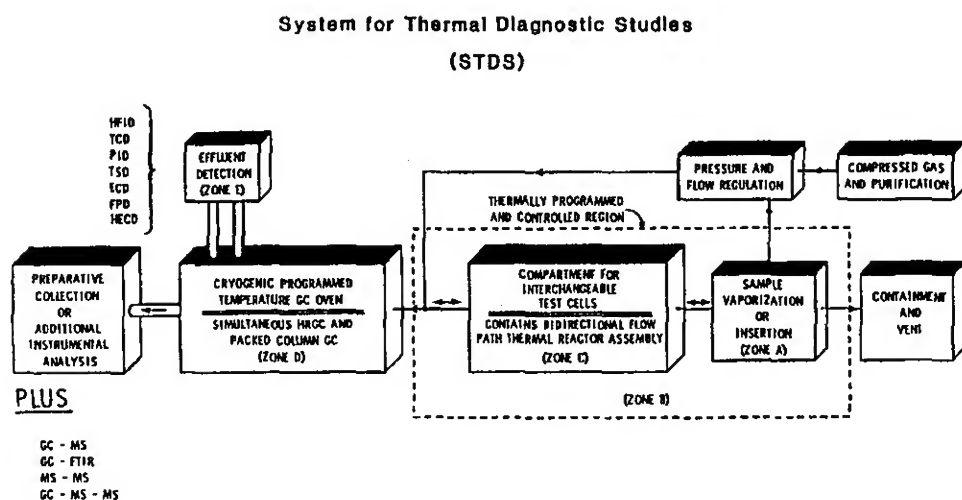 System for Thermal Diagnostic Studies
(STDS)
HFID
TCD
PID
TSD
ECD
FPD
HECD
EFFLUENT
DETECTION
(ZONE E)
PRESSURE AND
FLOW REGULATION
COMPRESSED GAS
AND PURIFICATION
THERMALLY PROGRAMMED
AND CONTROLLED REGION
PREPARATIVE
COLLECTION
OR
ADDITIONAL
INSTRUMENTAL
ANALYSIS
CRYOGENIC PROGRAMMED
TEMPERATURE GC OVEN
SIMULTANEOUS HRGC AND
PACKED COLUMN GC
(ZONE D)
COMPARTMENT FOR
INTERCHANGEABLE
TEST CELLS
CONTAINS BIDIRECTIONAL FLOW
PATH THERMAL REACTOR ASSEMBLY
(ZONE C)
SAMPLE
VAPORIZATION
OR
INSERTION
(ZONE A)
CONTAINMENT
AND
VENT
(ZONE B)
PLUS
GC - MS
GC - FTIR
MS - MS
GC - MS - MS